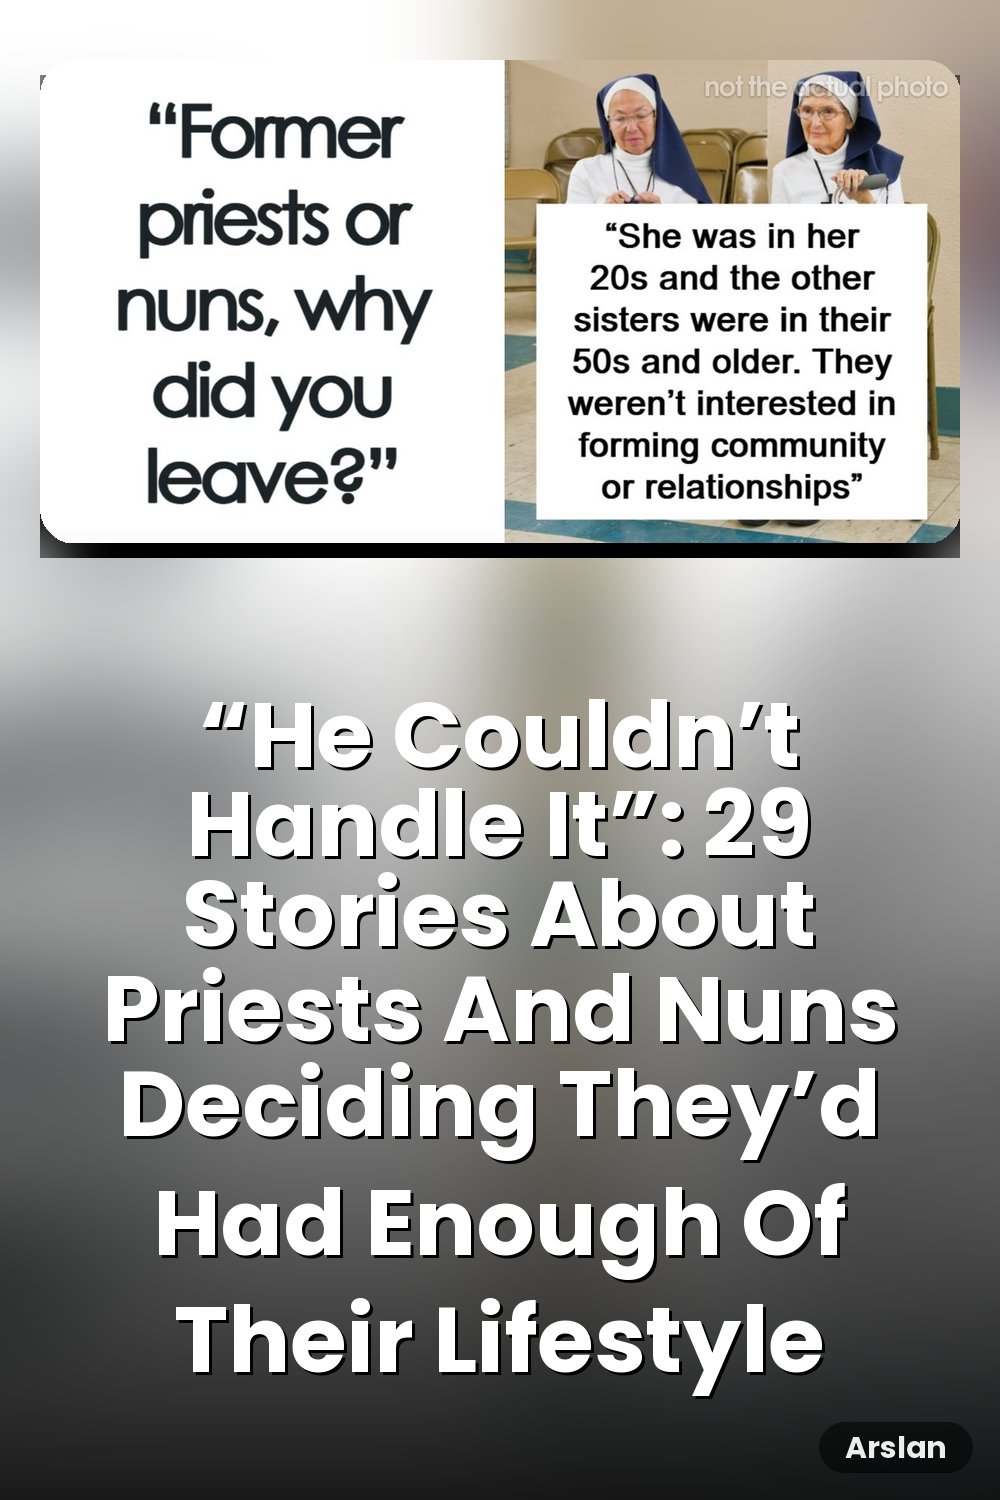 “Former
priests or
nuns, why
did you
leave?”
not the actual photo
“She was in her
20s and the other
sisters were in their
50s and older. They
weren’t interested in
forming community
or relationships”
“He Couldn’t
Handle It”: 29
Stories About
Priests And Nuns
Deciding They’d
Had Enough Of
Their Lifestyle
Arslan